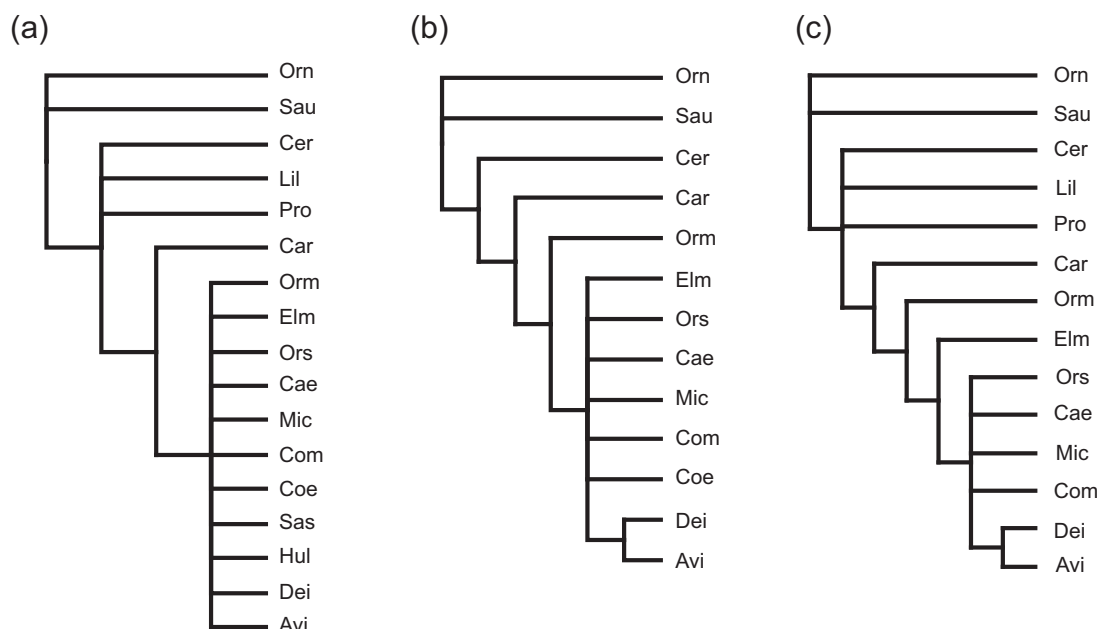 (a)
Orn
Sau
Cer
Lil
Pro
Car
Orm
Elm
Ors
Cae
Mic
Com
Coe
Sas
Hul
Dei
Avi
(b)
Orn
Sau
Cer
Car
Orm
Elm
Ors
Cae
Mic
Com
Coe
Dei
Avi
(c)
Orn
Sau
Cer
Lil
Pro
Car
Orm
Elm
Ors
Cae
Mic
Com
Dei
Avi